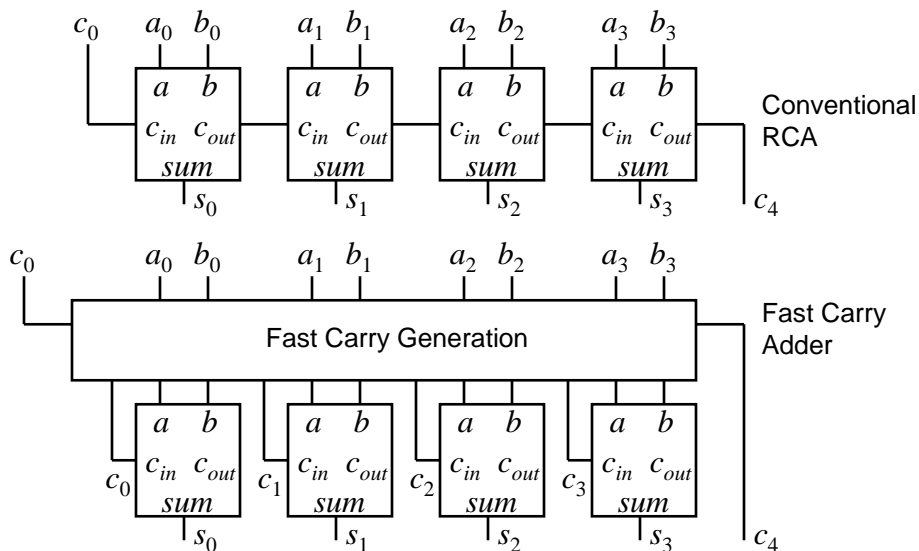 c0 a0 b0 a1 b1 a2 b2 a3 b3
a b a b a b a b
cin cout cin cout cin cout cin cout
sum sum sum sum
s0 s1 s2 s3 c4
Conventional
RCA
c0 a0 b0 a1 b1 a2 b2 a3 b3
Fast Carry Generation
Fast Carry
Adder
a b a b a b a b
c0 cin cout c1 cin cout c2 cin cout c3 cin cout
sum sum sum sum
s0 s1 s2 s3 c4